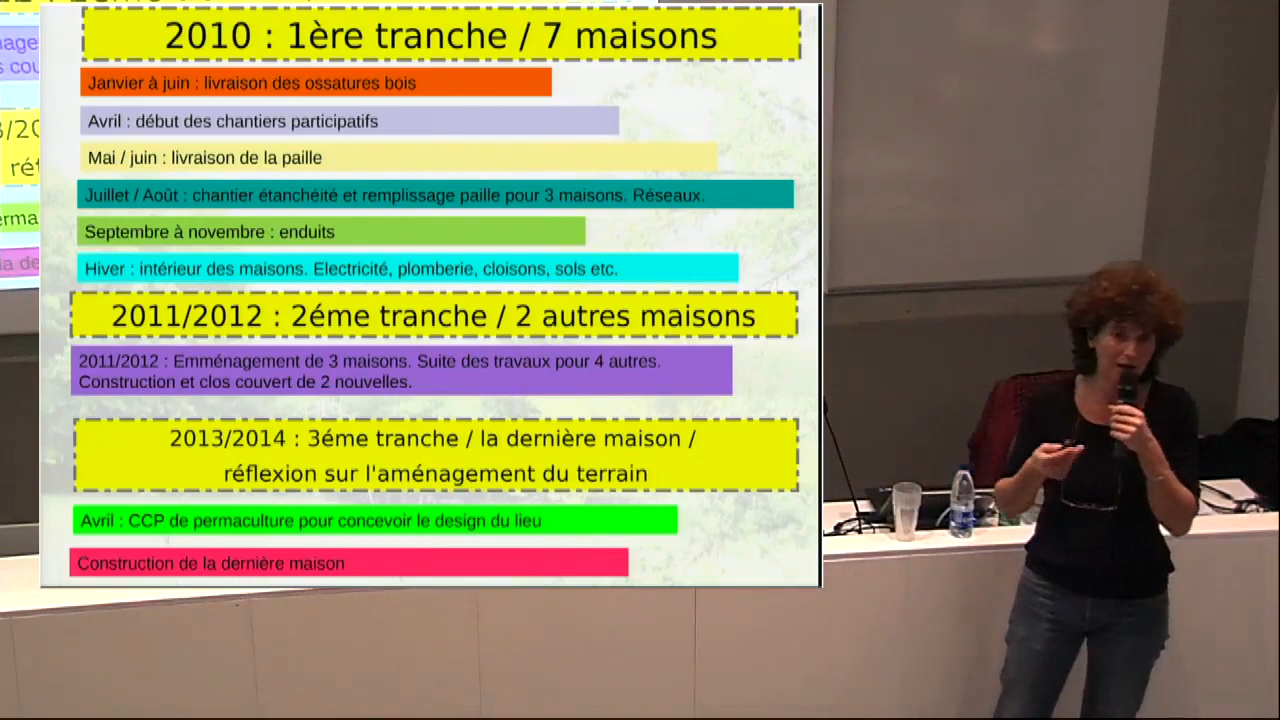 2010 : 1ère tranche / 7 maisons
Janvier à juin : livraison des ossatures bois
Avril : début des chantiers participatifs
Mai / juin : livraison de la paille
Juillet / Août : chantier étanchéité et remplissage paille pour 3 maisons. Réseaux.
Septembre à novembre : enduits
Hiver : intérieur des maisons. Electricité, plomberie, cloisons, sols etc.
2011/2012 : 2éme tranche / 2 autres maisons
2011/2012 : Emménagement de 3 maisons. Suite des travaux pour 4 autres.
Construction et clos couvert de 2 nouvelles.
2013/2014 : 3éme tranche / la dernière maison /
réflexion sur l'aménagement du terrain
Avril : CCP de permaculture pour concevoir le design du lieu
Construction de la dernière maison